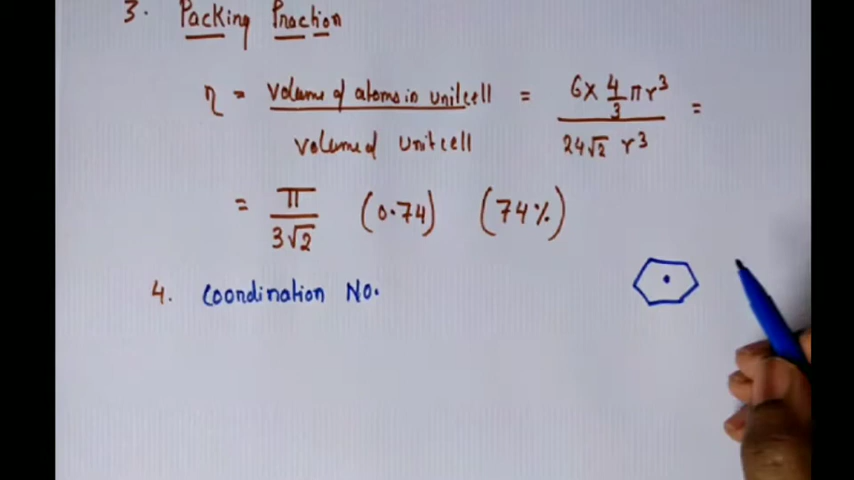 3. Packing Fraction
η = volume of atoms in unitcell / volume of unitcell = 6 × 4/3 πr³ / 24√2 r³ =
= π / 3√2 (0.74) (74%)
4. Coordination No.